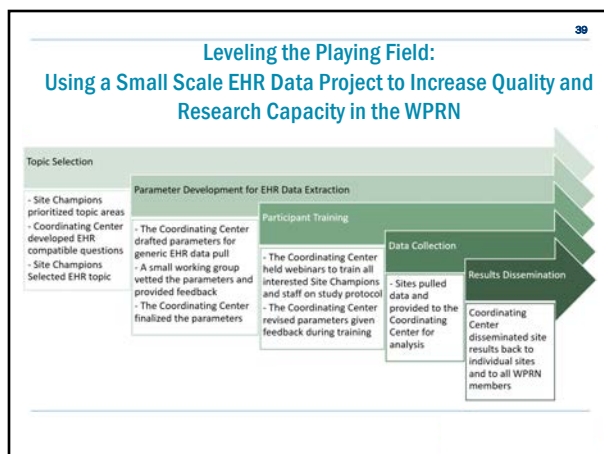 39
Leveling the Playing Field:
Using a Small Scale EHR Data Project to Increase Quality and
Research Capacity in the WPRN
Topic Selection
- Site Champions
prioritized topic areas
- Coordinating Center
developed EHR
compatible questions
- Site Champions
Selected EHR topic
Parameter Development for EHR Data Extraction
- The Coordinating Center
drafted parameters for
generic EHR data pull
- A small working group
vetted the parameters and
provided feedback
- The Coordinating Center
finalized the parameters
Participant Training
- The Coordinating Center
held webinars to train all
interested Site Champions
and staff on study protocol
- The Coordinating Center
revised parameters given
feedback during training
Data Collection
- Sites pulled
data and
provided to the
Coordinating
Center for
analysis
Results Dissemination
Coordinating
Center
disseminated site
results back to
individual sites
and to all WPRN
members